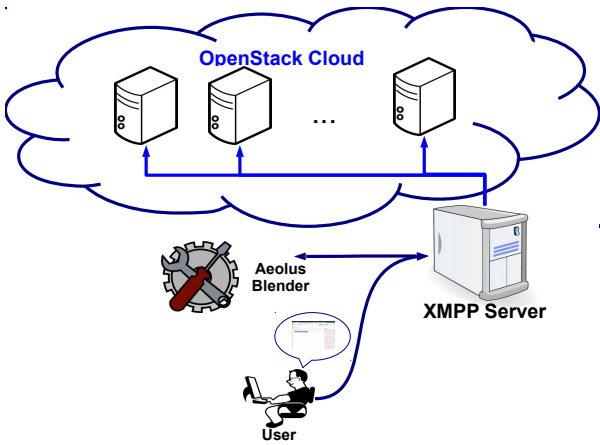 OpenStack Cloud
...
Aeolus
Blender
XMPP Server
User